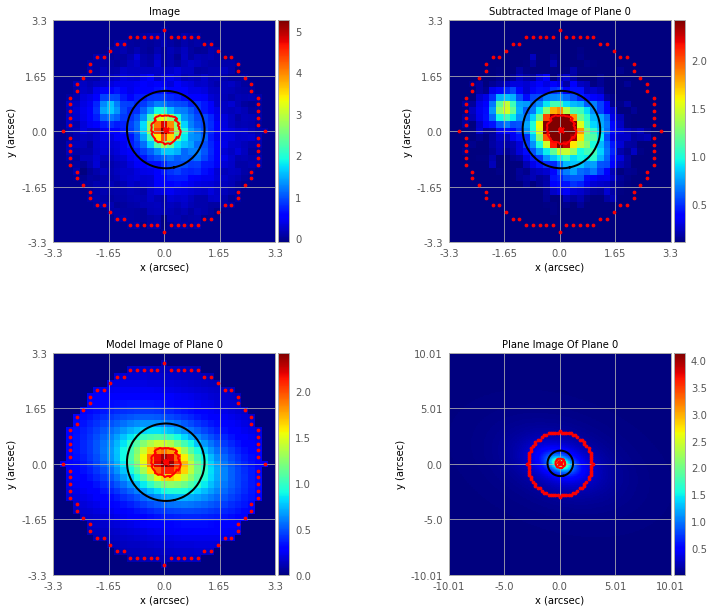 Image
3.3
1.65
0.0
-1.65
-3.3
y (arcsec)
-3.3 -1.65 0.0 1.65 3.3
x (arcsec)
5
4
3
2
1
0
Subtracted Image of Plane 0
3.3
1.65
0.0
-1.65
-3.3
y (arcsec)
-3.3 -1.65 0.0 1.65 3.3
x (arcsec)
2.0
1.5
1.0
0.5
Model Image of Plane 0
3.3
1.65
0.0
-1.65
-3.3
y (arcsec)
-3.3 -1.65 0.0 1.65 3.3
x (arcsec)
2.0
1.5
1.0
0.5
0.0
Plane Image Of Plane 0
10.01
5.01
0.0
-5.0
-10.01
y (arcsec)
-10.01 -5.0 0.0 5.01 10.01
x (arcsec)
4.0
3.5
3.0
2.5
2.0
1.5
1.0
0.5